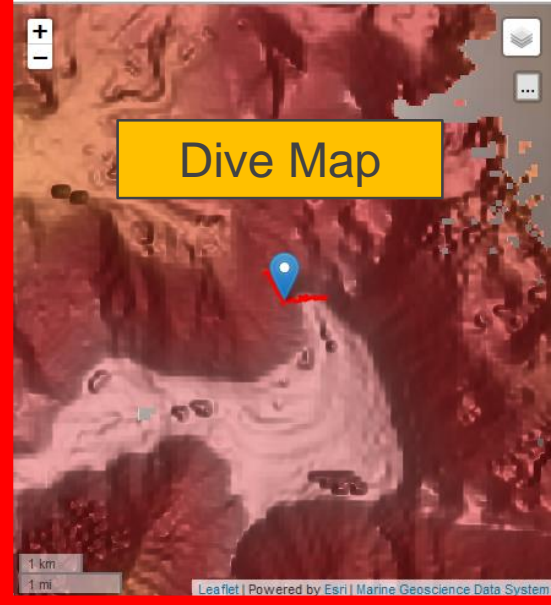 +
−
...
Dive Map
1 km
1 mi
Leaflet | Powered by Esri | Marine Geoscience Data System